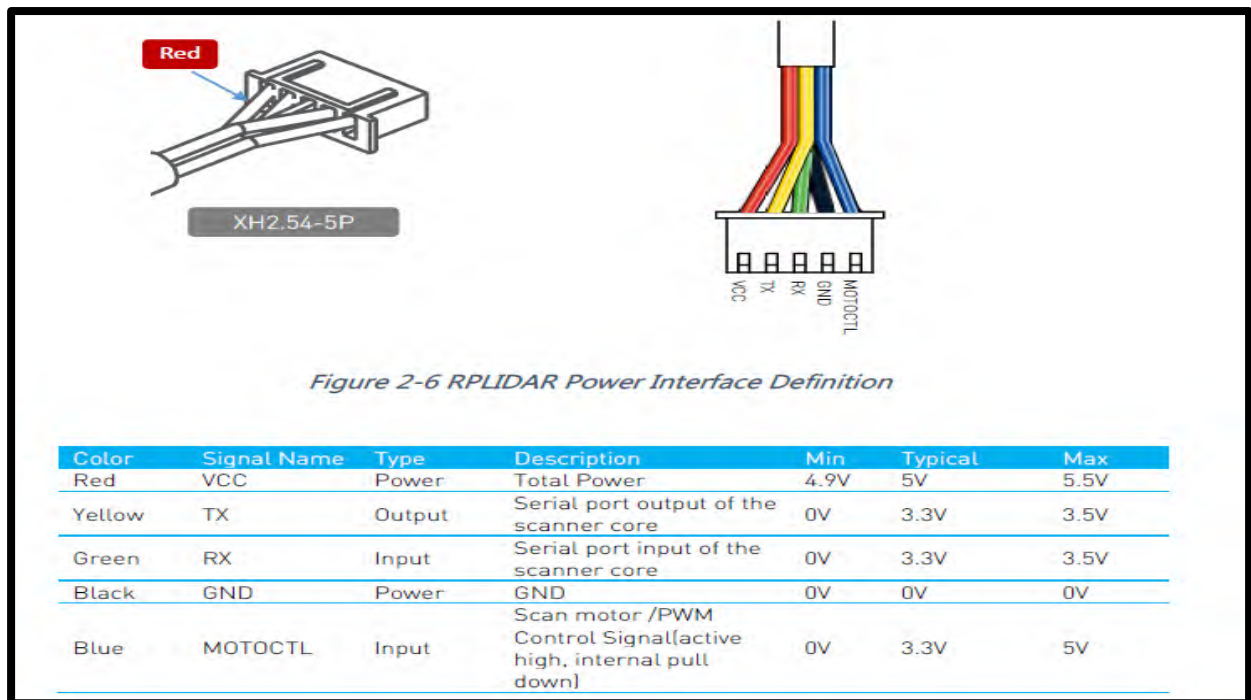 Red
XH2.54-5P
VCC
TX
RX
GND
MOTOCTL
Figure 2-6 RPLIDAR Power Interface Definition
Color Signal Name Type Description Min Typical Max
Red VCC Power Total Power 4.9V 5V 5.5V
Yellow TX Output Serial port output of the
scanner core 0V 3.3V 3.5V
Green RX Input Serial port input of the
scanner core 0V 3.3V 3.5V
Black GND Power GND 0V 0V 0V
Blue MOTOCTL Input Scan motor /PWM
Control Signal(active
high, internal pull
down) 0V 3.3V 5V